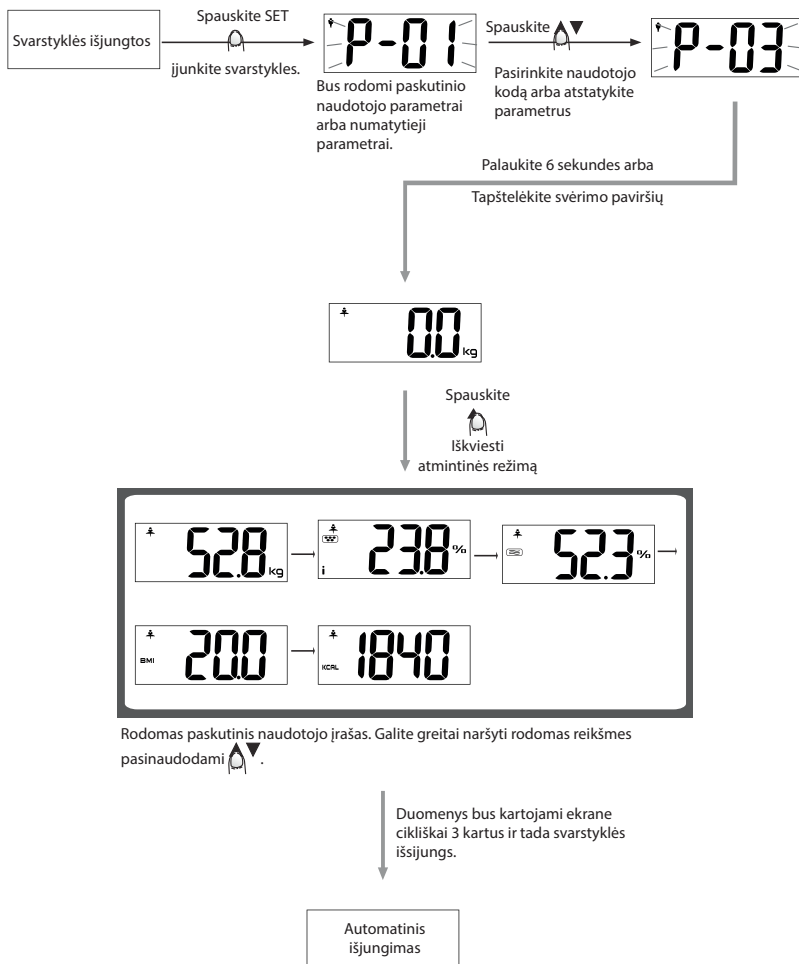 Svarstyklės išjungtos
Spauskite SET
įjunkite svarstykles.
P-01
Bus rodomi paskutinio
naudotojo parametrai
arba numatytieji
parametrai.
Spauskite ▲▼
Pasirinkite naudotojo
kodą arba atstatykite
parametrus
P-03
Palaukite 6 sekundes arba
Tapštelėkite svėrimo paviršių
0.0 kg
Spauskite
Iškviesti
atmintinės režimą
52.8 kg
i 23.8 %
52.3 %
BMI 20.0
KCAL 1840
Rodomas paskutinis naudotojo įrašas. Galite greitai naršyti rodomas reikšmes
pasinaudodami ▲▼.
Duomenys bus kartojami ekrane
cikliškai 3 kartus ir tada svarstyklės
išsijungs.
Automatinis
išjungimas